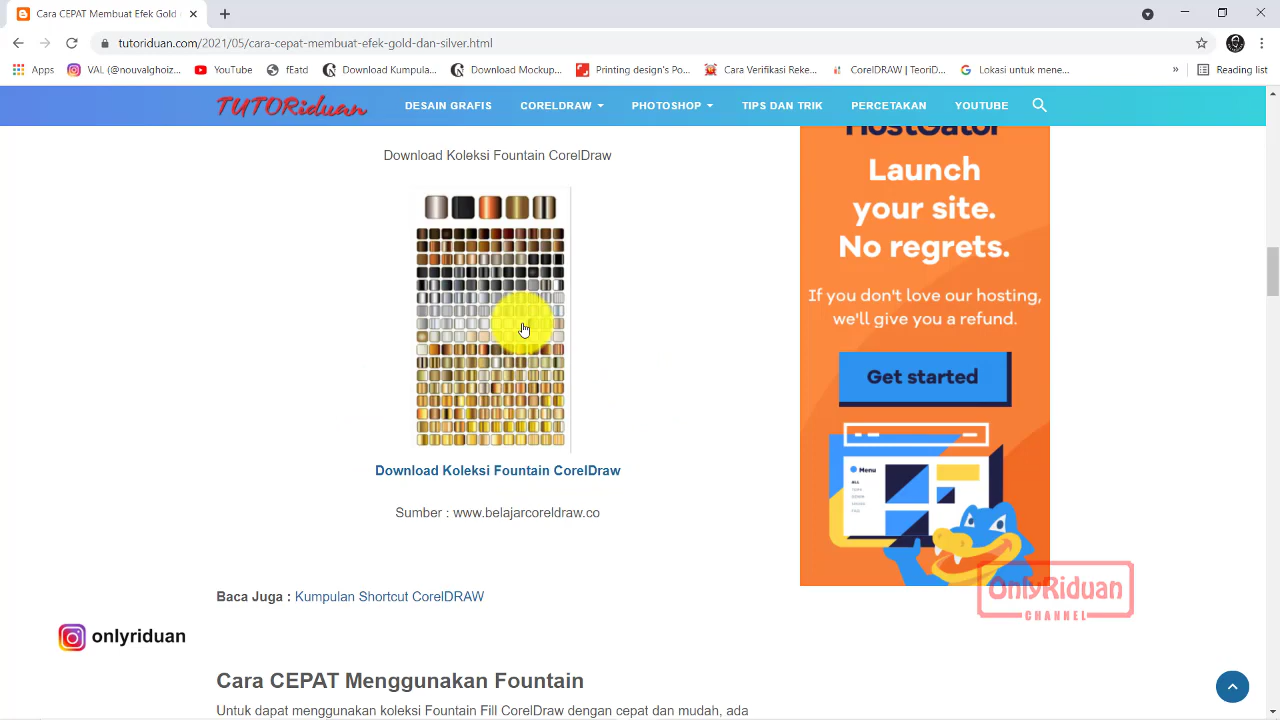 Cara CEPAT Membuat Efek Gold
tutoriduan.com/2021/05/cara-cepat-membuat-efek-gold-dan-silver.html
Apps
VAL (@nouvalghoiz...
YouTube
fEatd
Download Kumpula...
Download Mockup...
Printing design's Po...
Cara Verifikasi Reke...
CorelDRAW | TeoriD...
Lokasi untuk mene...
»
Reading list
TUTORiduan
DESAIN GRAFIS
CORELDRAW
PHOTOSHOP
TIPS DAN TRIK
PERCETAKAN
YOUTUBE
Download Koleksi Fountain CorelDraw
HostGator
Launch
your site.
No regrets.
If you don't love our hosting,
we'll give you a refund.
Get started
Menu
Download Koleksi Fountain CorelDraw
Sumber : www.belajarcoreldraw.co
OnlyRiduan
CHANNEL
Baca Juga : Kumpulan Shortcut CorelDRAW
onlyriduan
Cara CEPAT Menggunakan Fountain
Untuk dapat menggunakan koleksi Fountain Fill CorelDraw dengan cepat dan mudah, ada